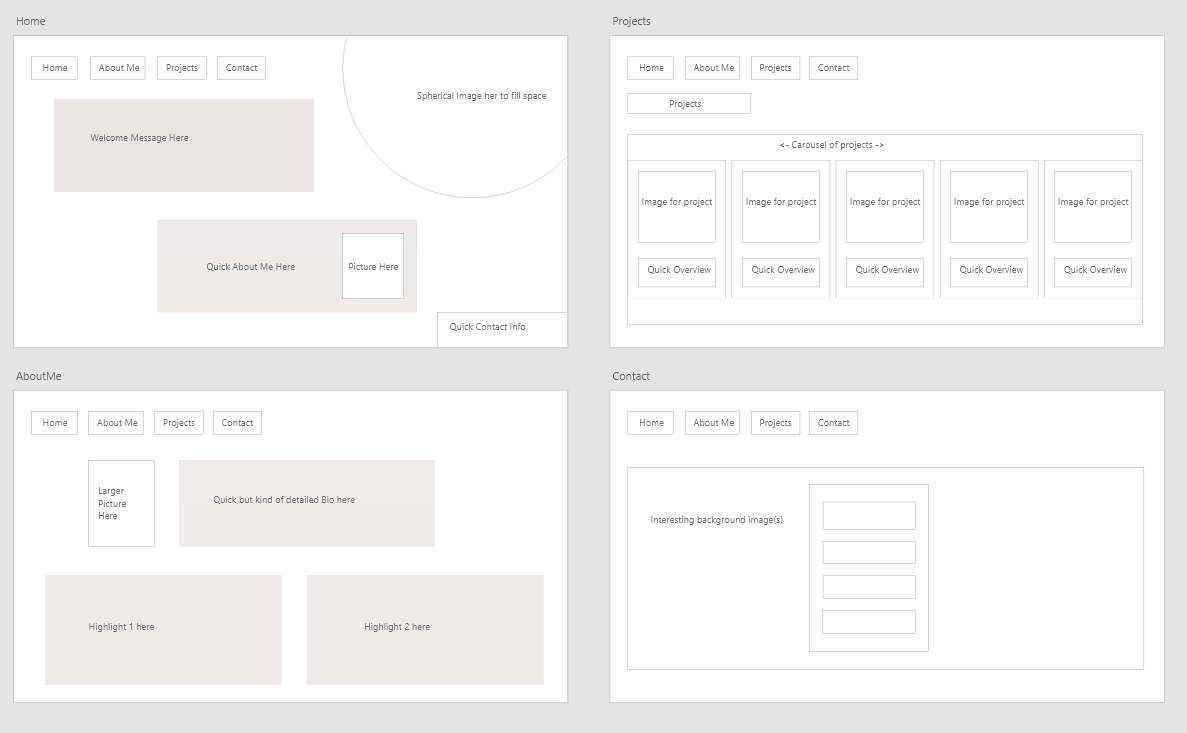 Home
Home
About Me
Projects
Contact
Spherical Image her to fill space
Welcome Message Here
Quick About Me Here
Picture Here
Quick Contact Info
Projects
Home
About Me
Projects
Contact
Projects
<- Carousel of projects ->
Image for project
Image for project
Image for project
Image for project
Image for project
Quick Overview
Quick Overview
Quick Overview
Quick Overview
Quick Overview
AboutMe
Home
About Me
Projects
Contact
Larger
Picture
Here
Quick but kind of detailed Bio here
Highlight 1 here
Highlight 2 here
Contact
Home
About Me
Projects
Contact
Interesting background image(s)